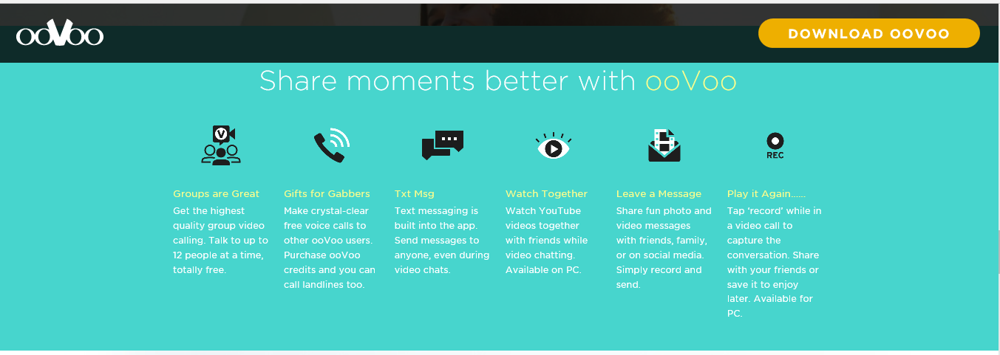 ooVoo
DOWNLOAD OOVOO
Share moments better with ooVoo
V
REC
Groups are Great
Get the highest
quality group video
calling. Talk to up to
12 people at a time,
totally free.
Gifts for Gabbers
Make crystal-clear
free voice calls to
other ooVoo users.
Purchase ooVoo
credits and you can
call landlines too.
Txt Msg
Text messaging is
built into the app.
Send messages to
anyone, even during
video chats.
Watch Together
Watch YouTube
videos together
with friends while
video chatting.
Available on PC.
Leave a Message
Share fun photo and
video messages
with friends, family,
or on social media.
Simply record and
send.
Play it Again......
Tap 'record' while in
a video call to
capture the
conversation. Share
with your friends or
save it to enjoy
later. Available for
PC.